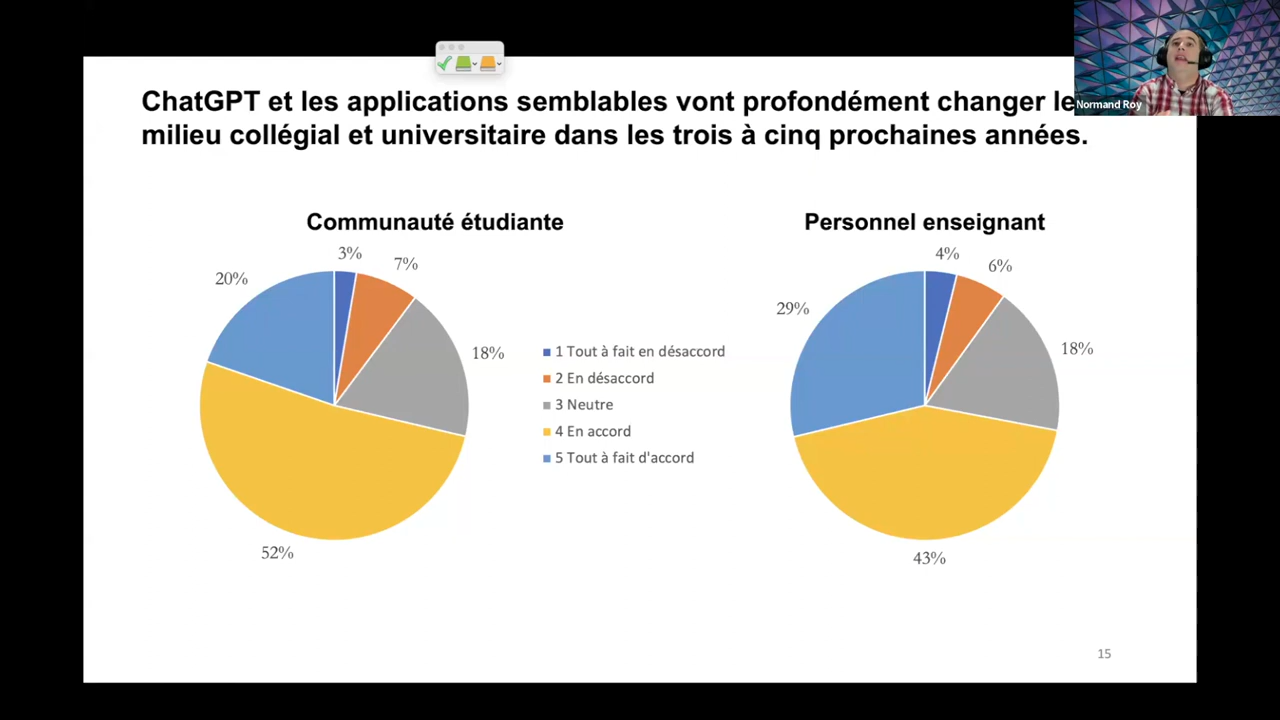 ChatGPT et les applications semblables vont profondément changer le
milieu collégial et universitaire dans les trois à cinq prochaines années.
Normand Roy
Communauté étudiante
3%
7%
20%
18%
52%
1 Tout à fait en désaccord
2 En désaccord
3 Neutre
4 En accord
5 Tout à fait d'accord
Personnel enseignant
4%
6%
29%
18%
43%
15